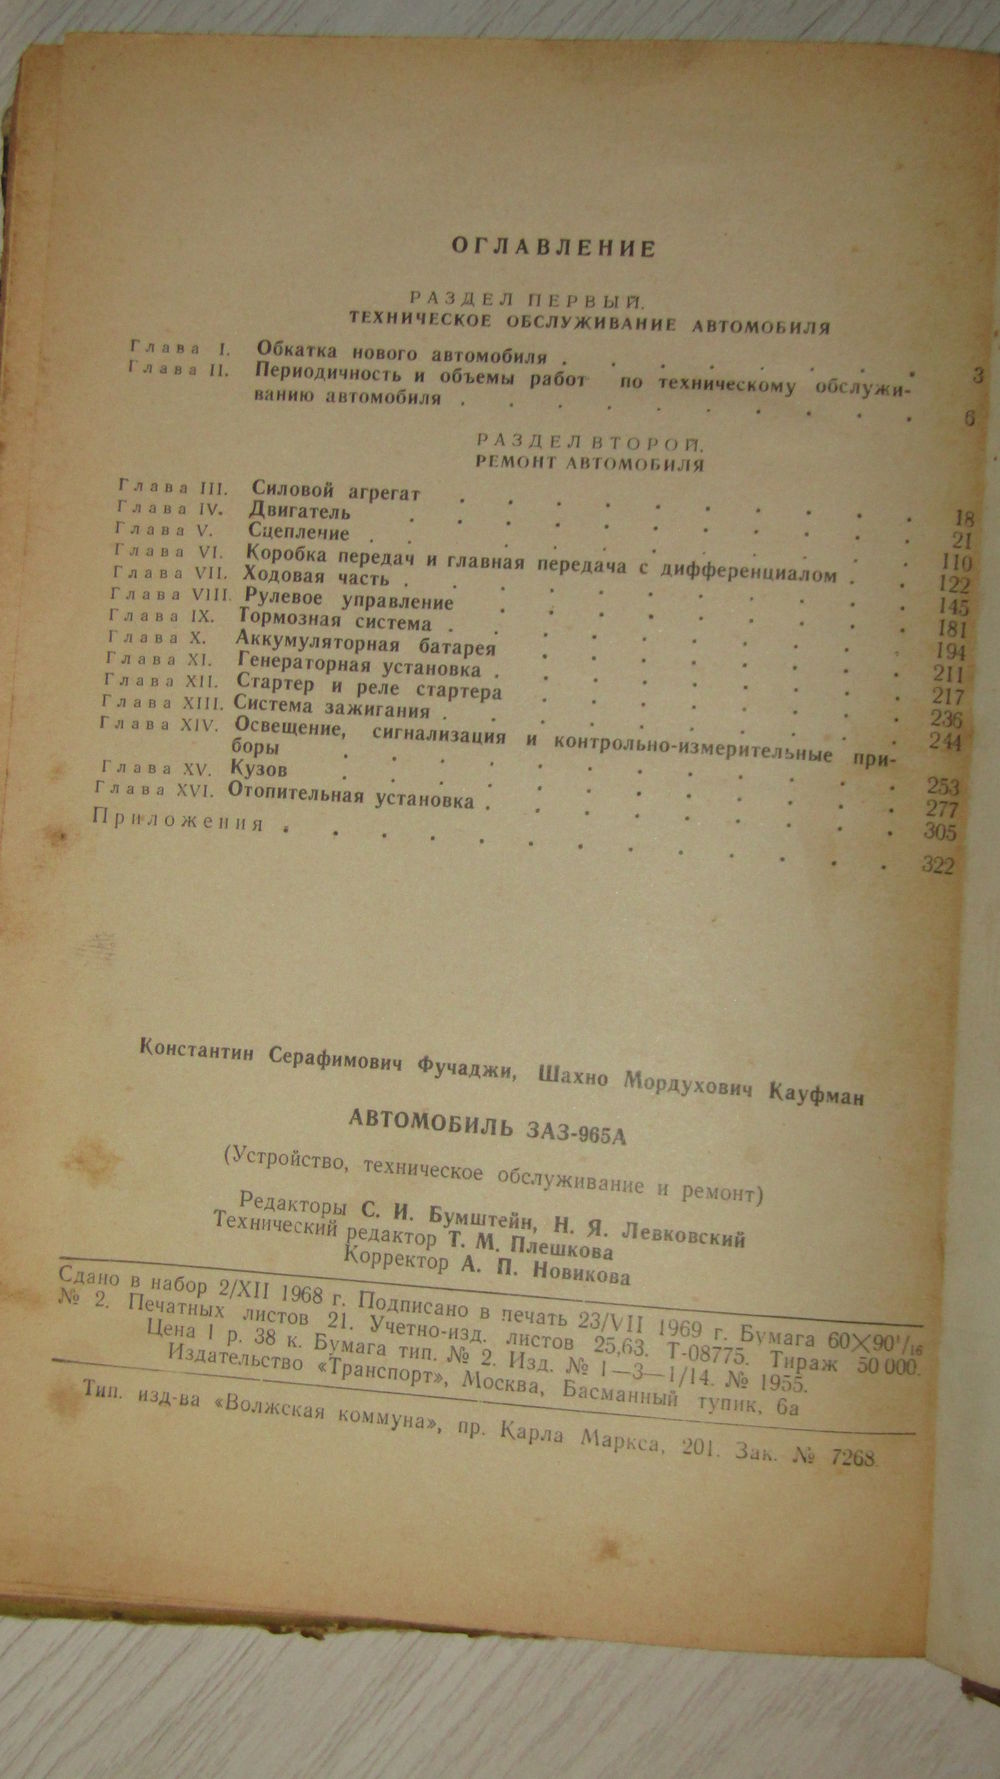 ОГЛАВЛЕНИЕ
РАЗДЕЛ ПЕРВЫЙ.
ТЕХНИЧЕСКОЕ ОБСЛУЖИВАНИЕ АВТОМОБИЛЯ
Глава I. Обкатка нового автомобиля . . . . . . . . 3
Глава II. Периодичность и объемы работ по техническому обслужи-
ванию автомобиля . . . . . . . . . . 6
РАЗДЕЛ ВТОРОЙ.
РЕМОНТ АВТОМОБИЛЯ
Глава III. Силовой агрегат . . . . . . . . . . 18
Глава IV. Двигатель . . . . . . . . . . . 21
Глава V. Сцепление . . . . . . . . . . . 110
Глава VI. Коробка передач и главная передача с дифференциалом . . 122
Глава VII. Ходовая часть . . . . . . . . . . . 145
Глава VIII. Рулевое управление . . . . . . . . . 181
Глава IX. Тормозная система . . . . . . . . . . 194
Глава X. Аккумуляторная батарея . . . . . . . . 211
Глава XI. Генераторная установка . . . . . . . . . 217
Глава XII. Стартер и реле стартера . . . . . . . . 236
Глава XIII. Система зажигания . . . . . . . . . . 244
Глава XIV. Освещение, сигнализация и контрольно-измерительные при-
боры . . . . . . . . . . . . 253
Глава XV. Кузов . . . . . . . . . . . . 277
Глава XVI. Отопительная установка . . . . . . . . . 305
Приложения . . . . . . . . . . . . . 322
Константин Серафимович Фучаджи, Шахно Мордухович Кауфман
АВТОМОБИЛЬ ЗАЗ-965А
(Устройство, техническое обслуживание и ремонт)
Редакторы С. И. Бумштейн, Н. Я. Левковский
Технический редактор Т. М. Плешкова
Корректор А. П. Новикова
Сдано в набор 2/XII 1968 г. Подписано в печать 23/VII 1969 г. Бумага 60×90¹/₁₆
№ 2. Печатных листов 21. Учетно-изд. листов 25,63. Т-08775. Тираж 50 000.
Цена 1 р. 38 к. Бумага тип. № 2. Изд. № 1—3—1/14. № 1955.
Издательство «Транспорт», Москва, Басманный тупик, 6а
Тип. изд-ва «Волжская коммуна», пр. Карла Маркса, 201. Зак. № 7268.